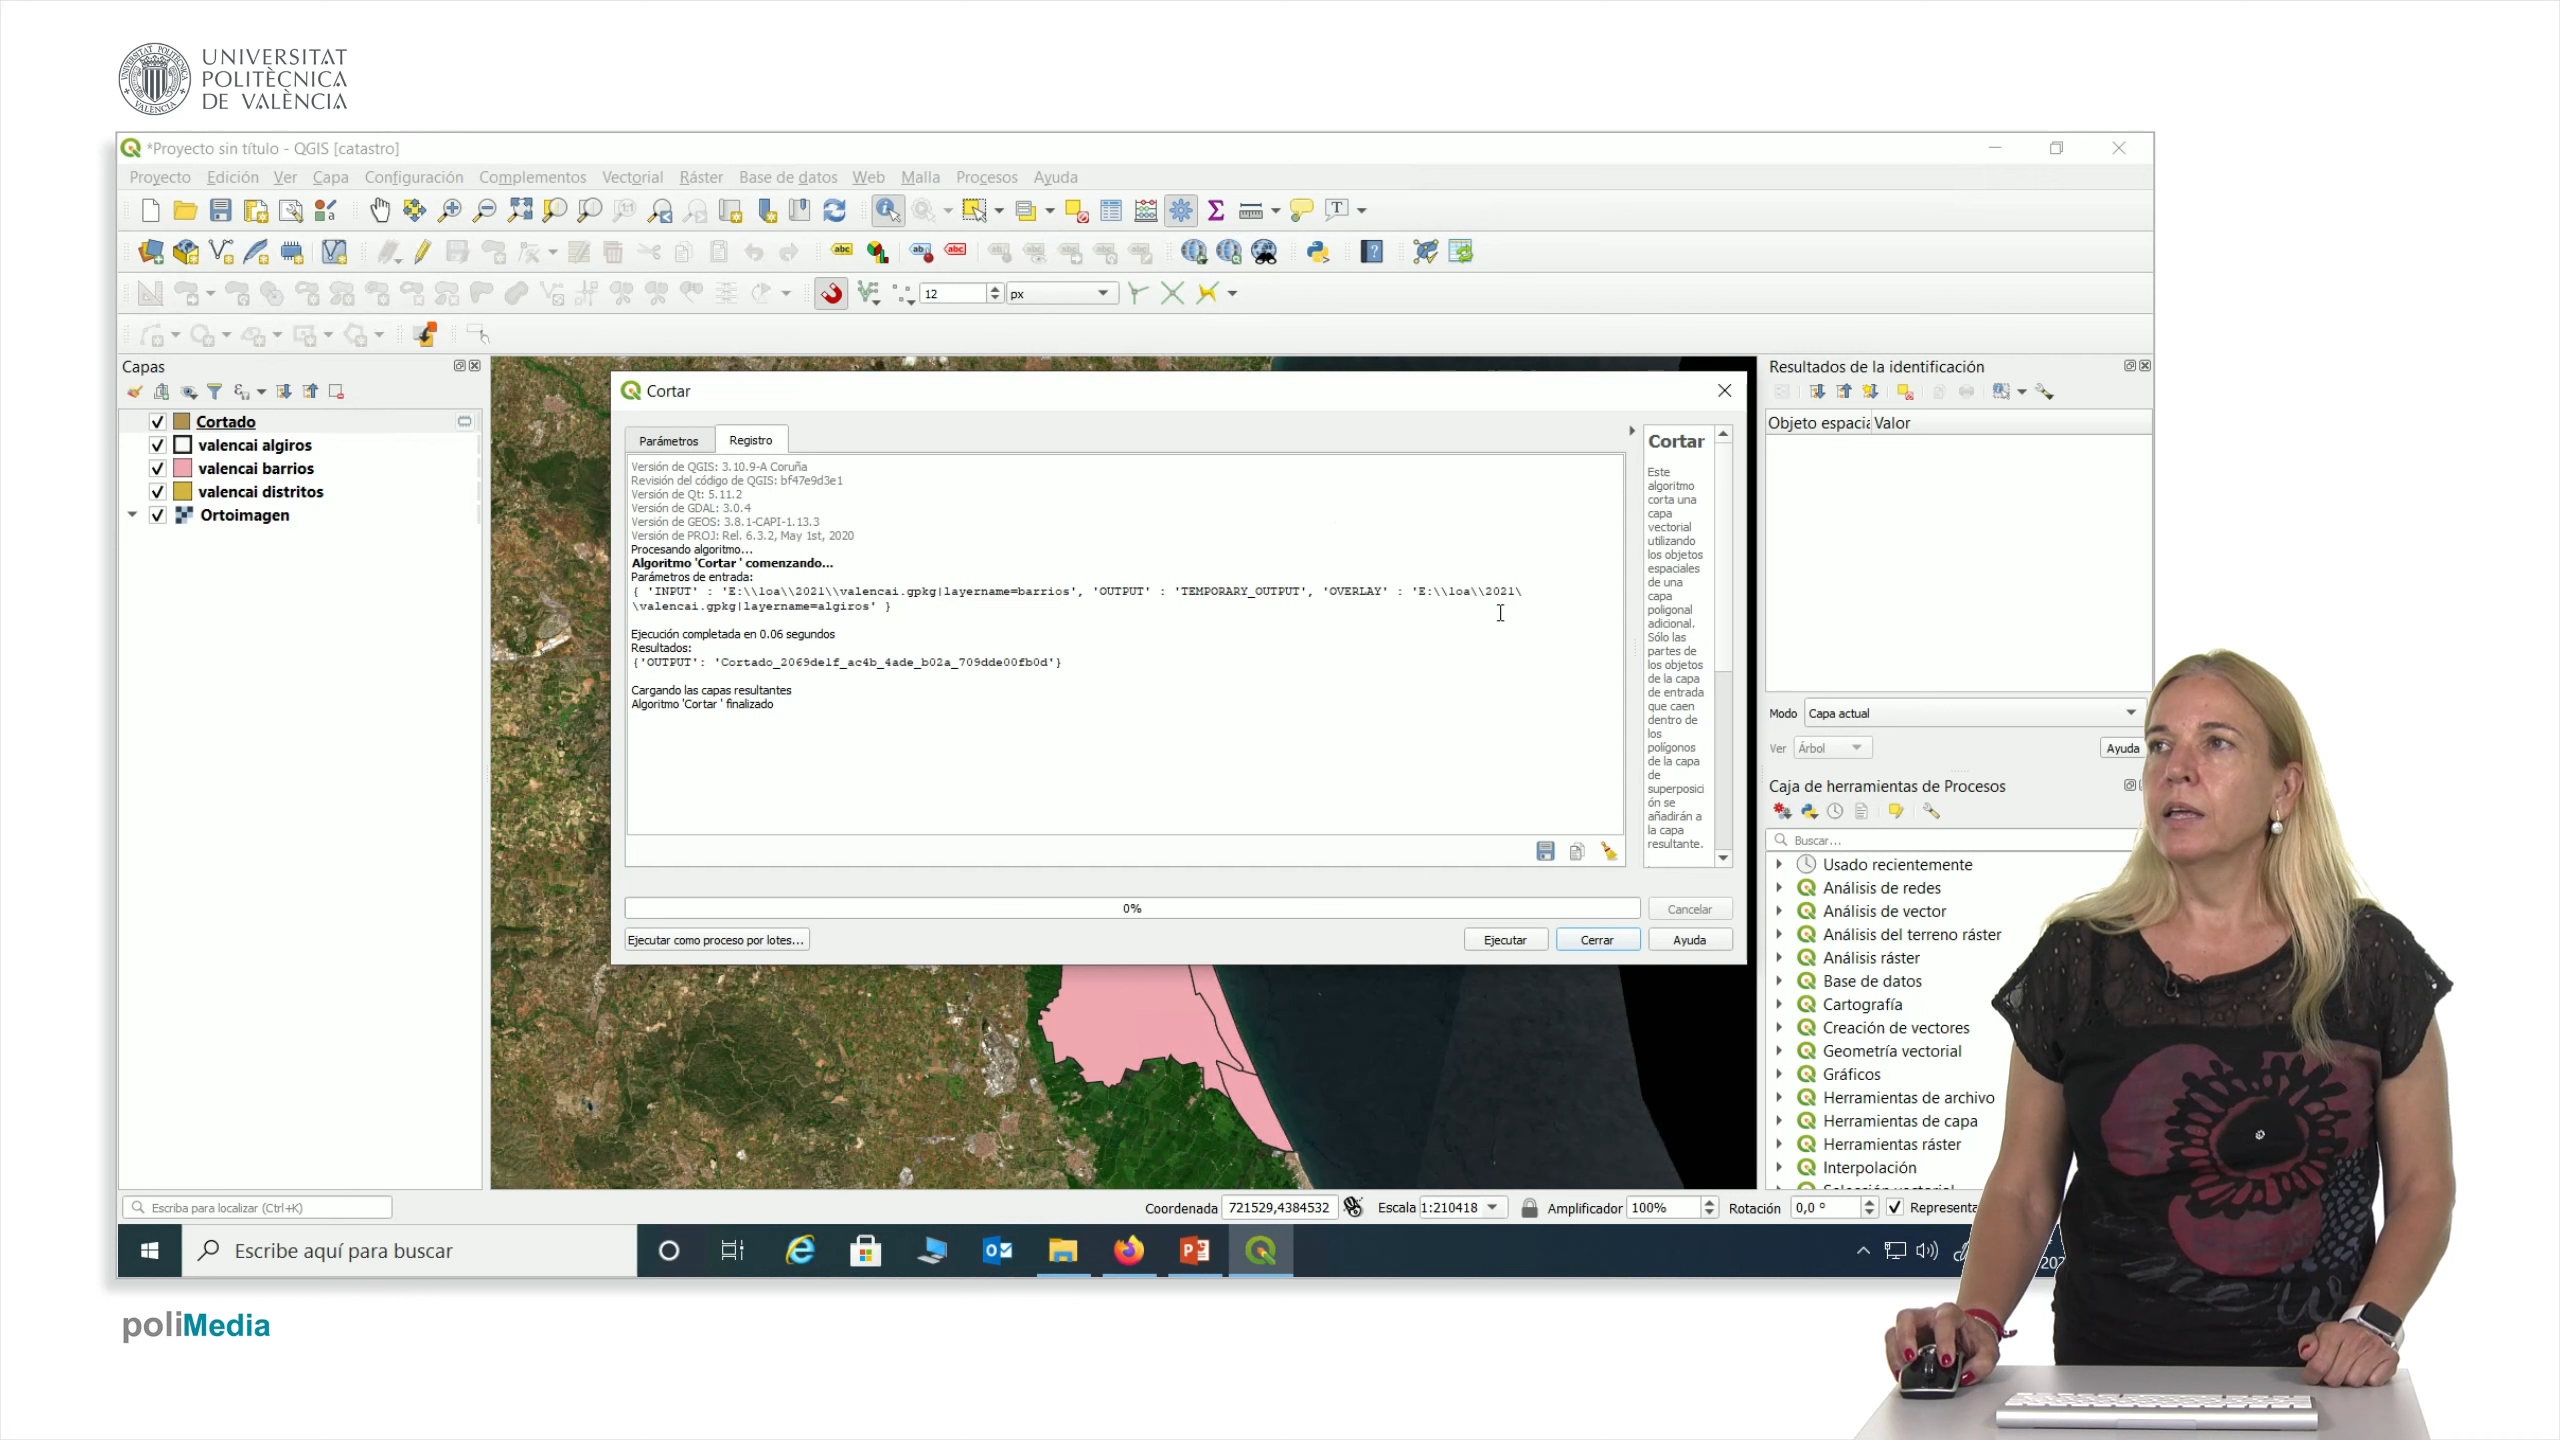 UNIVERSITAT
POLITÈCNICA
DE VALÈNCIA
*Proyecto sin título - QGIS [catastro]
Proyecto Edición Ver Capa Configuración Complementos Vectorial Ráster Base de datos Web Malla Procesos Ayuda
12 px
Capas
Cortado
valencai algiros
valencai barrios
valencai distritos
Ortoimagen
Cortar
Parámetros Registro
Versión de QGIS: 3.10.9-A Coruña
Revisión del código de QGIS: bf47e9d3e1
Versión de Qt: 5.11.2
Versión de GDAL: 3.0.4
Versión de GEOS: 3.8.1-CAPI-1.13.3
Versión de PROJ: Rel. 6.3.2, May 1st, 2020
Procesando algoritmo...
Algoritmo 'Cortar ' comenzando...
Parámetros de entrada:
{ 'INPUT' : 'E:\\loa\\2021\\valencai.gpkg|layername=barrios', 'OUTPUT' : 'TEMPORARY_OUTPUT', 'OVERLAY' : 'E:\\loa\\2021\
\valencai.gpkg|layername=algiros' }
Ejecución completada en 0.06 segundos
Resultados:
{'OUTPUT': 'Cortado_2069de1f_ac4b_4ade_b02a_709dde00fb0d'}
Cargando las capas resultantes
Algoritmo 'Cortar ' finalizado
Cortar
Este
algoritmo
corta una
capa
vectorial
utilizando
los objetos
espaciales
de una
capa
poligonal
adicional.
Sólo las
partes de
los objetos
de la capa
de entrada
que caen
dentro de
los
polígonos
de la capa
de
superposici
ón se
añadirán a
la capa
resultante.
0%
Cancelar
Ejecutar como proceso por lotes...
Ejecutar
Cerrar
Ayuda
Resultados de la identificación
Objeto espacia Valor
Modo Capa actual
Ver Árbol
Ayuda
Caja de herramientas de Procesos
Buscar...
Usado recientemente
Análisis de redes
Análisis de vector
Análisis del terreno ráster
Análisis ráster
Base de datos
Cartografía
Creación de vectores
Geometría vectorial
Gráficos
Herramientas de archivo
Herramientas de capa
Herramientas ráster
Interpolación
Escriba para localizar (Ctrl+K)
Coordenada 721529,4384532 Escala 1:210418 Amplificador 100% Rotación 0,0 ° Representa
Escribe aquí para buscar
poliMedia